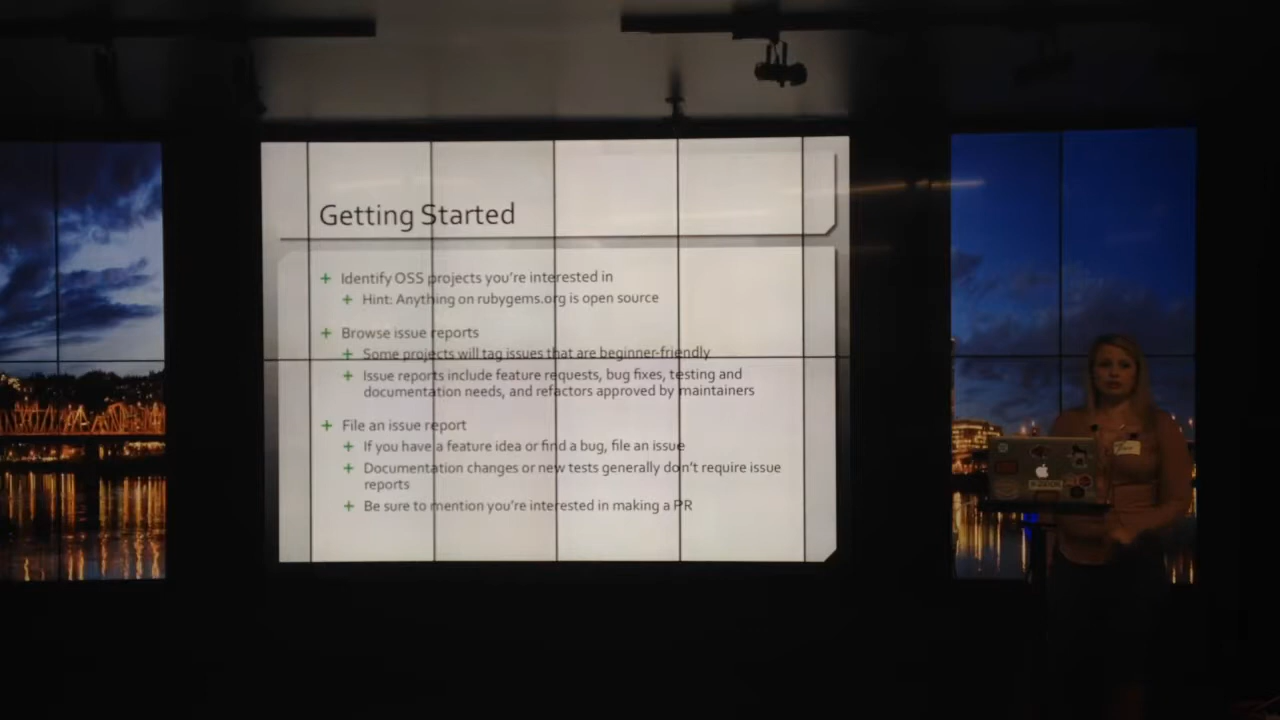 Getting Started
+ Identify OSS projects you're interested in
+ Hint: Anything on rubygems.org is open source
+ Browse issue reports
+ Some projects will tag issues that are beginner-friendly
+ Issue reports include feature requests, bug fixes, testing and
documentation needs, and refactors approved by maintainers
+ File an issue report
+ If you have a feature idea or find a bug, file an issue
+ Documentation changes or new tests generally don't require issue
reports
+ Be sure to mention you're interested in making a PR